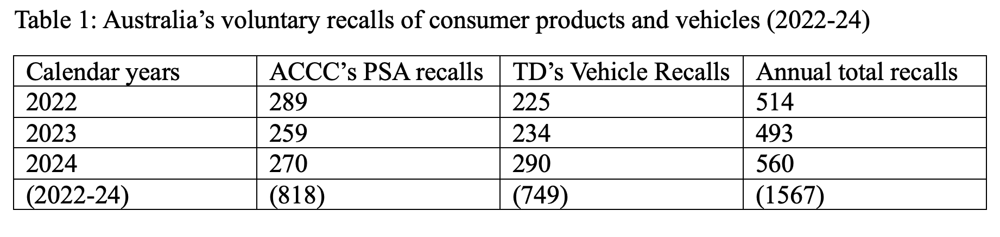 Table 1: Australia’s voluntary recalls of consumer products and vehicles (2022-24)
Calendar years ACCC’s PSA recalls TD’s Vehicle Recalls Annual total recalls
2022 289 225 514
2023 259 234 493
2024 270 290 560
(2022-24) (818) (749) (1567)